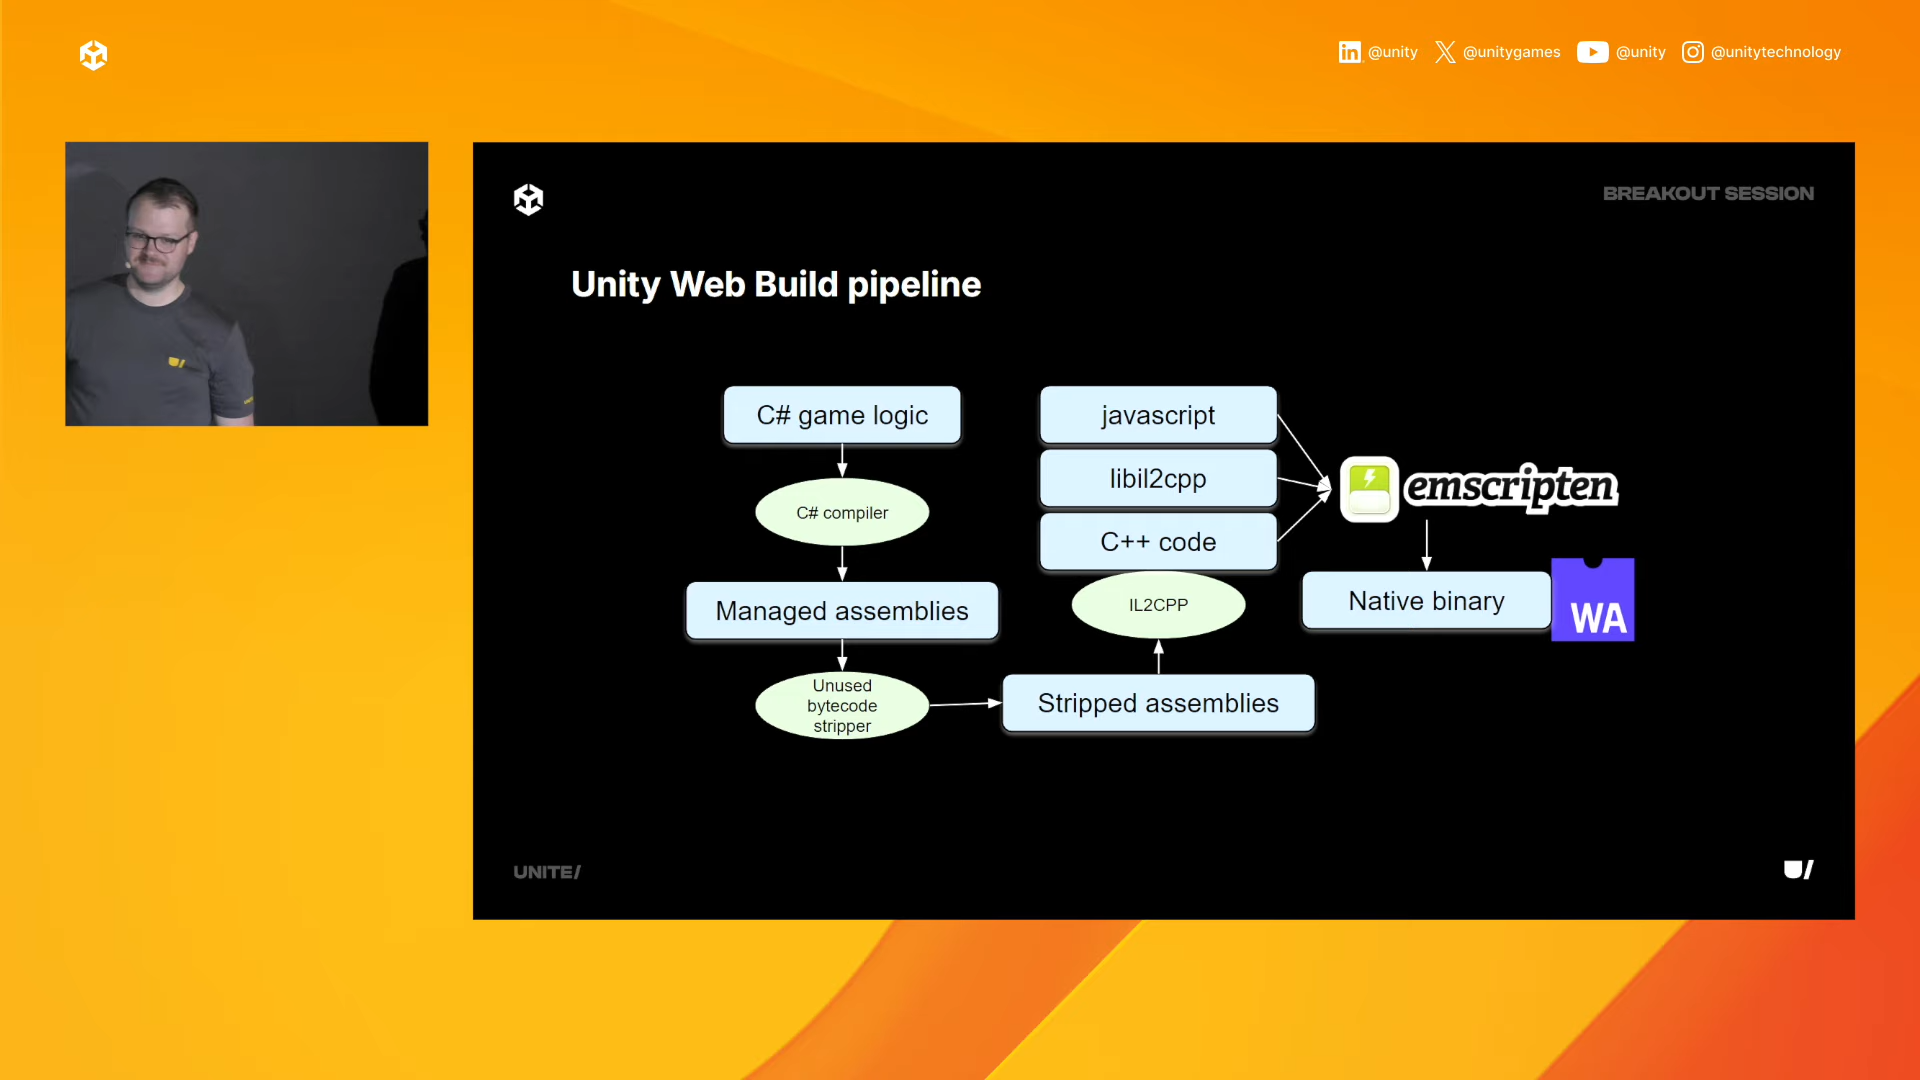 @unity
@unitygames
@unity
@unitytechnology
BREAKOUT SESSION
Unity Web Build pipeline
C# game logic
C# compiler
Managed assemblies
Unused
bytecode
stripper
Stripped assemblies
IL2CPP
C++ code
libil2cpp
javascript
emscripten
Native binary
WA
UNITE/